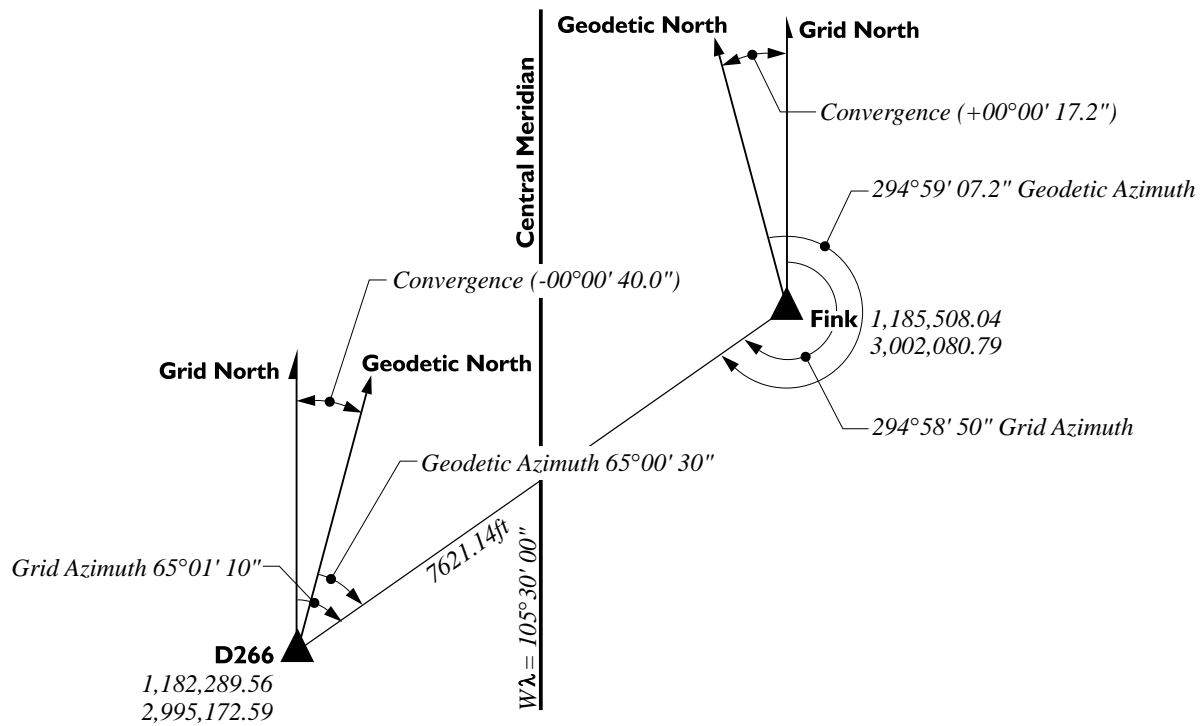 Geodetic North
Grid North
Central Meridian
Convergence (+00°00' 17.2")
294°59' 07.2" Geodetic Azimuth
Convergence (-00°00' 40.0")
Fink
1,185,508.04
3,002,080.79
Grid North
Geodetic North
294°58' 50" Grid Azimuth
Geodetic Azimuth 65°00' 30"
7621.14ft
Wλ = 105°30' 00"
Grid Azimuth 65°01' 10"
D266
1,182,289.56
2,995,172.59